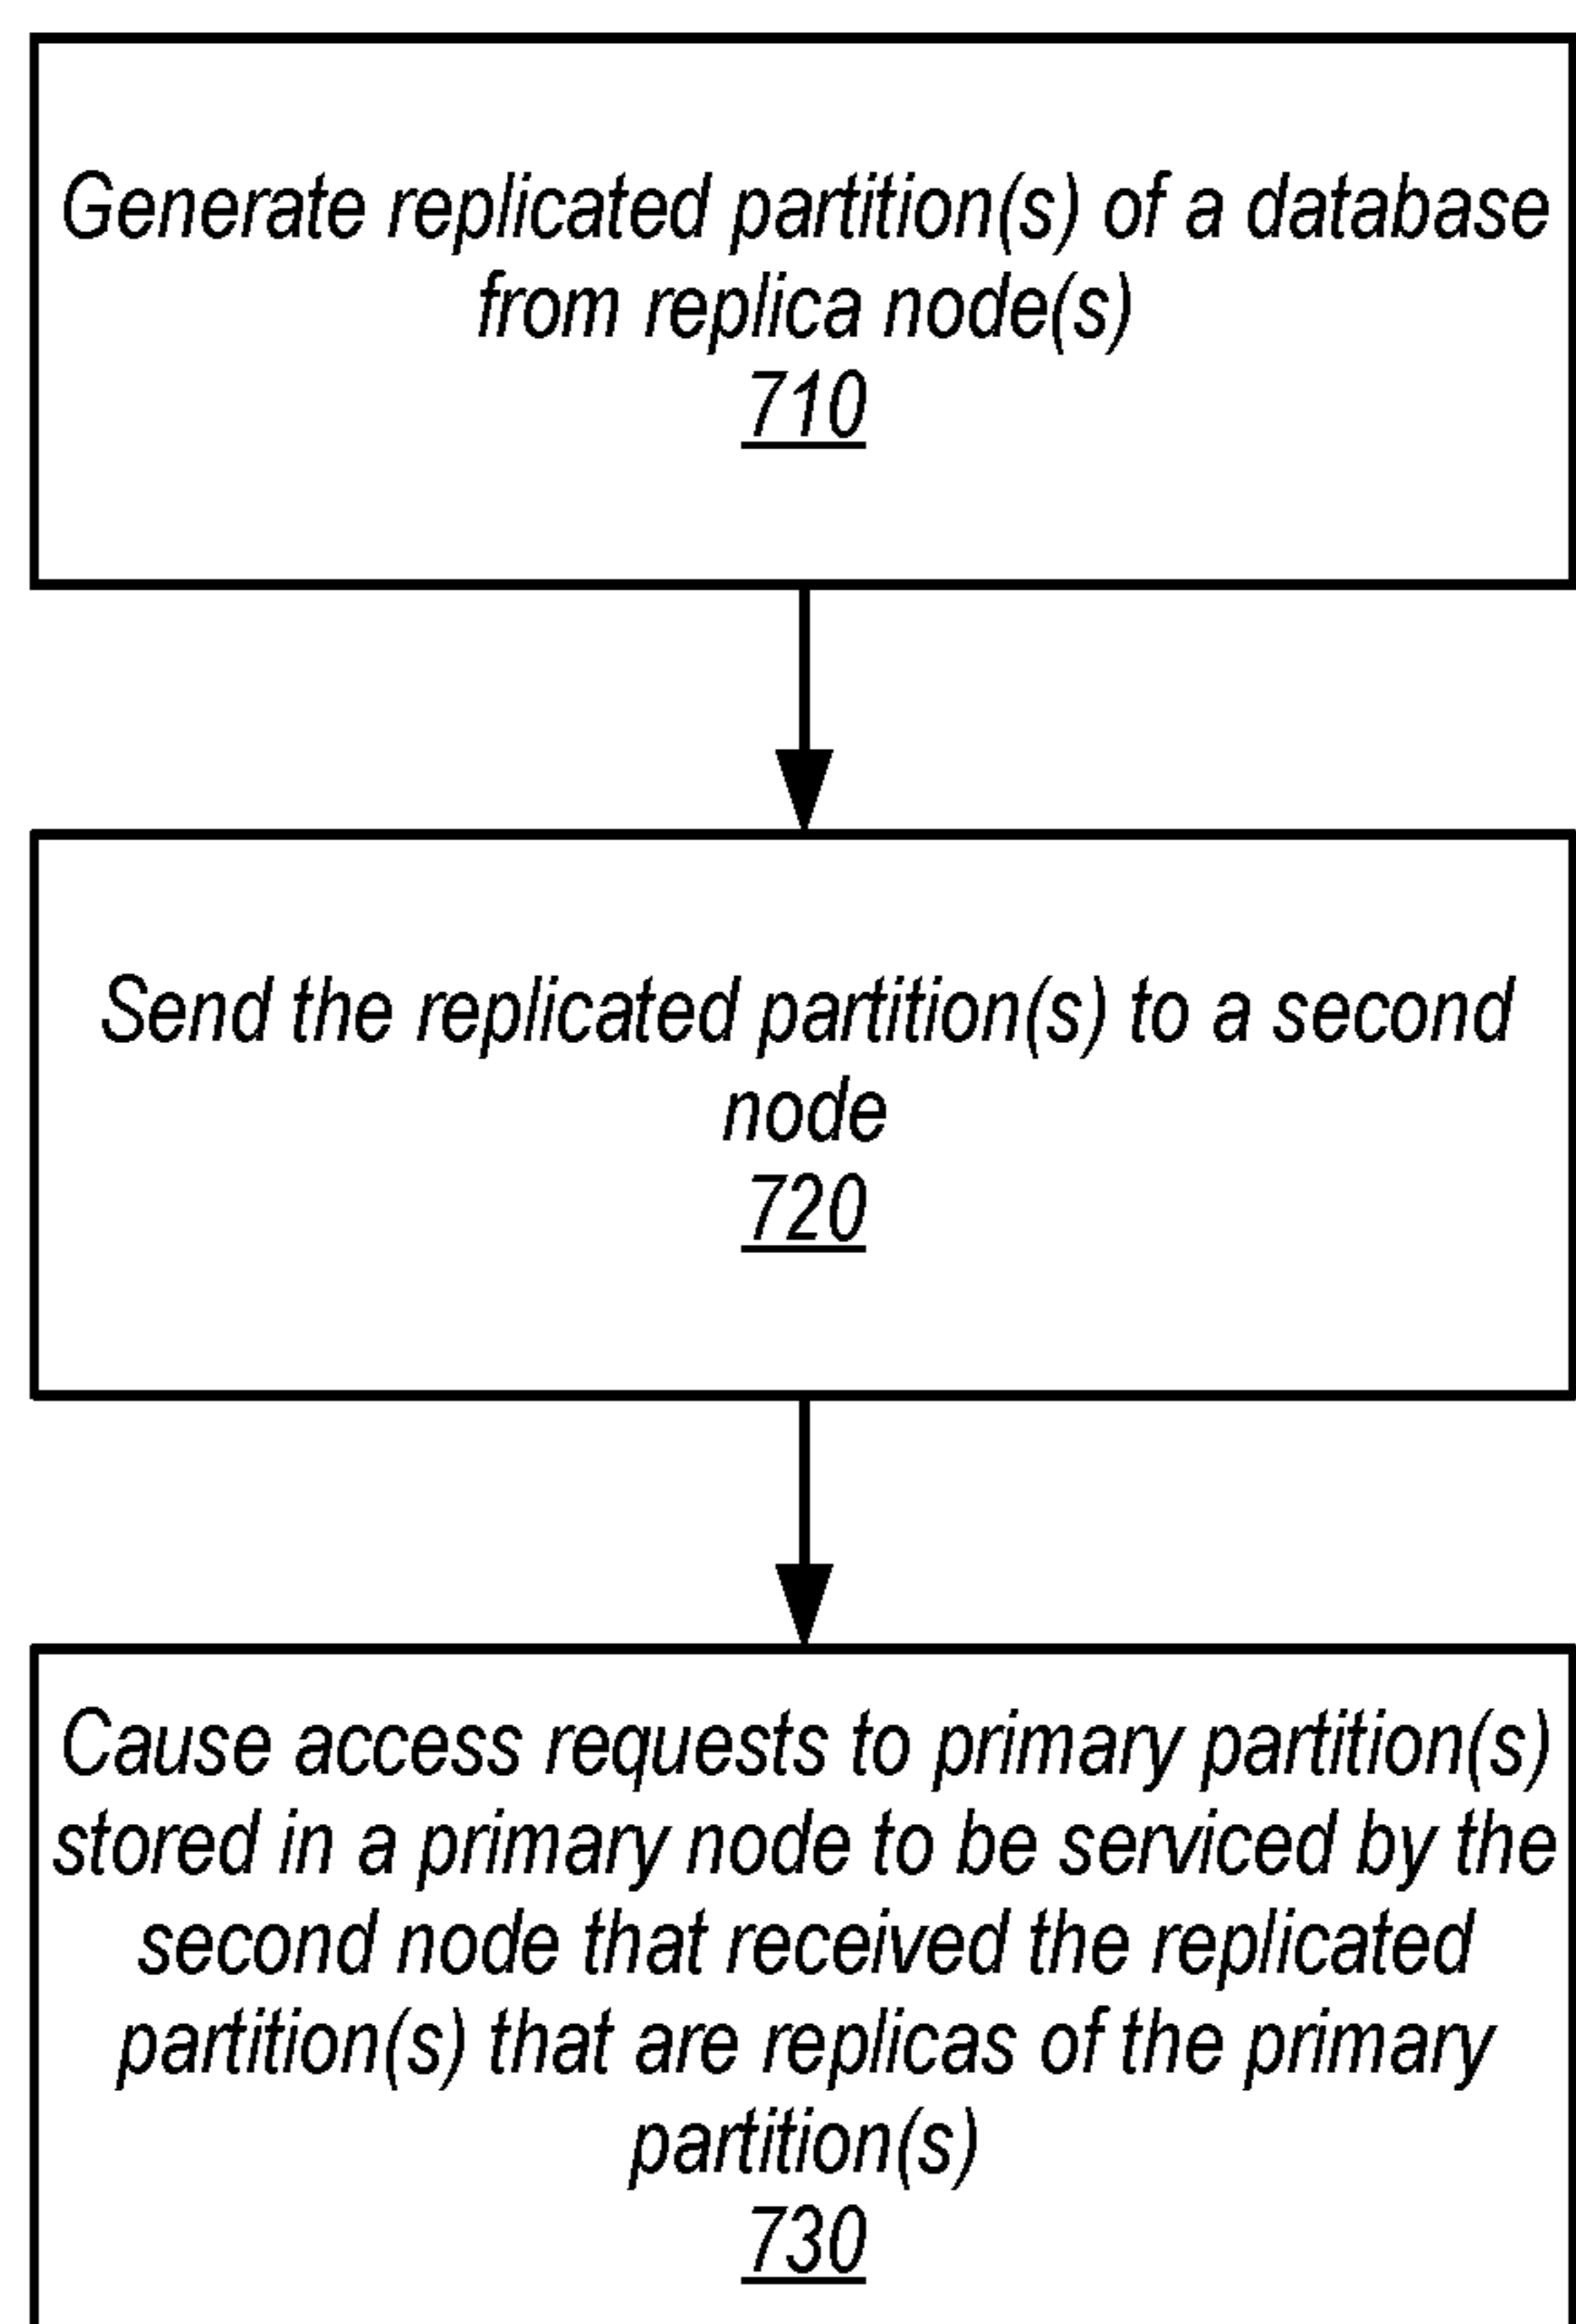 Generate replicated partition(s) of a database
from replica node(s)
710
Send the replicated partition(s) to a second
node
720
Cause access requests to primary partition(s)
stored in a primary node to be serviced by the
second node that received the replicated
partition(s) that are replicas of the primary
partition(s)
730